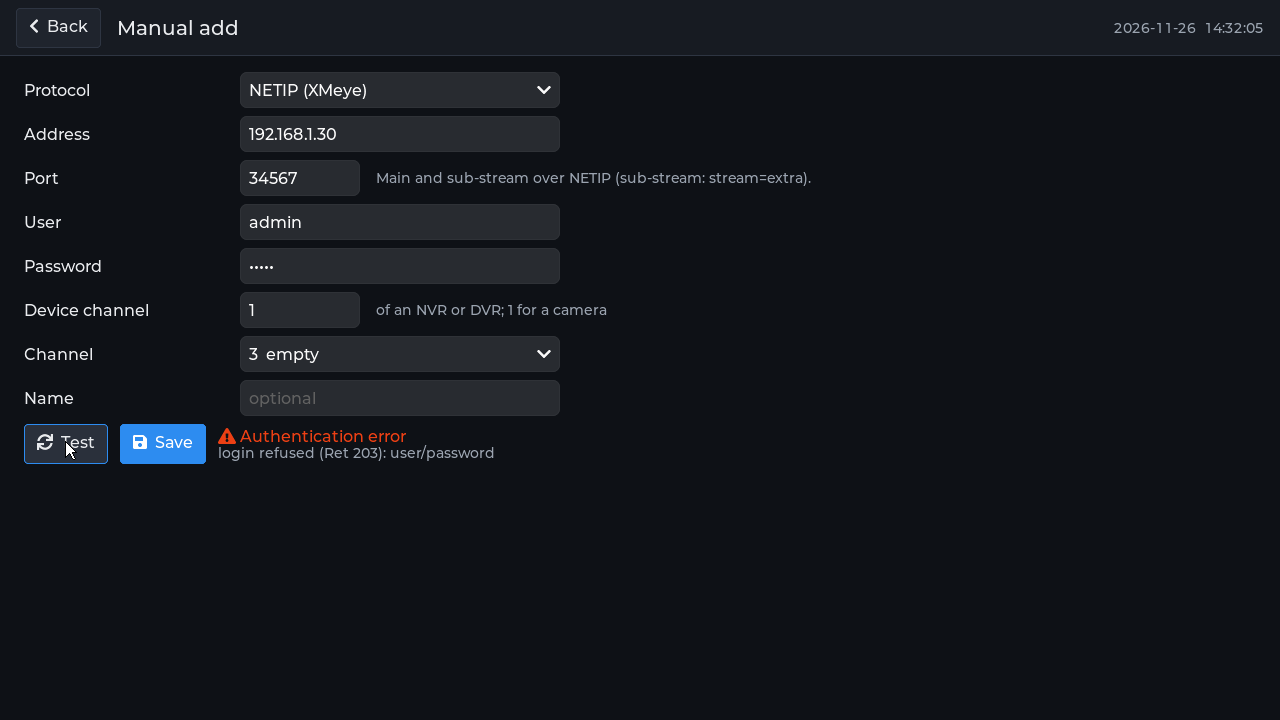 Back
Manual add
2026-11-26 14:32:05
Protocol
NETIP (XMeye)
Address
192.168.1.30
Port
34567
Main and sub-stream over NETIP (sub-stream: stream=extra).
User
admin
Password
•••••
Device channel
1
of an NVR or DVR; 1 for a camera
Channel
3 empty
Name
optional
Test
Save
Authentication error
login refused (Ret 203): user/password